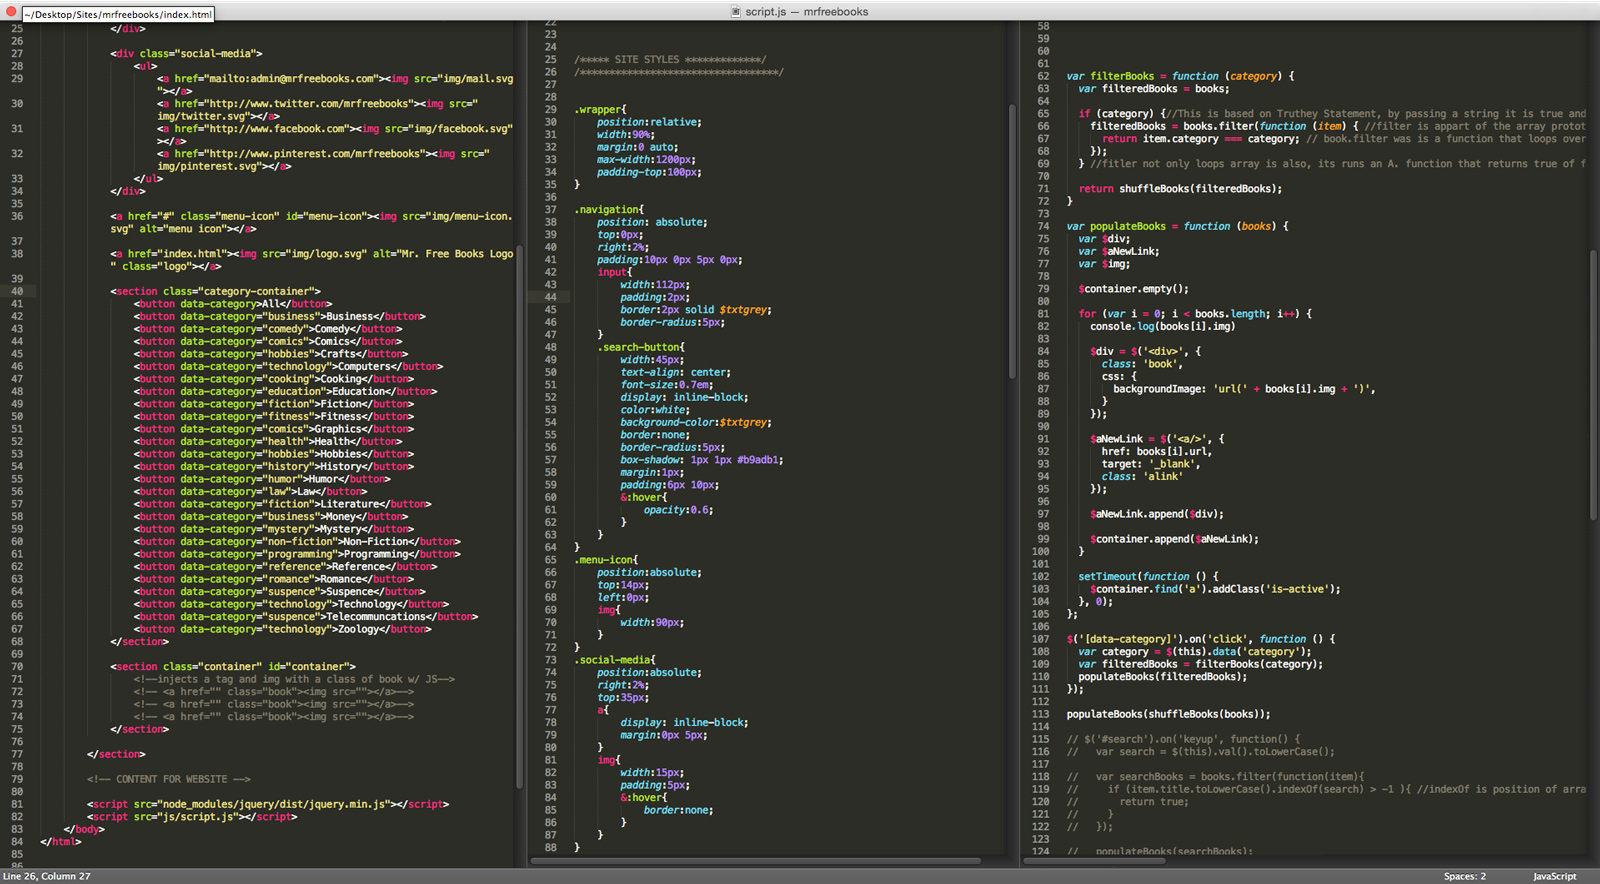 ~/Desktop/Sites/mrfreebooks/index.html
script.js — mrfreebooks
25 </div>
26
27 <div class="social-media">
28 <ul>
29 <a href="mailto:admin@mrfreebooks.com"><img src="img/mail.svg
"></a>
30 <a href="http://www.twitter.com/mrfreebooks"><img src="
img/twitter.svg"></a>
31 <a href="http://www.facebook.com"><img src="img/facebook.svg"
></a>
32 <a href="http://www.pinterest.com/mrfreebooks"><img src="
img/pinterest.svg"></a>
33 </ul>
34 </div>
35
36 <a href="#" class="menu-icon" id="menu-icon"><img src="img/menu-icon.
svg" alt="menu icon"></a>
37
38 <a href="index.html"><img src="img/logo.svg" alt="Mr. Free Books Logo
" class="logo"></a>
39
40 <section class="category-container">
41 <button data-category>All</button>
42 <button data-category="business">Business</button>
43 <button data-category="comedy">Comedy</button>
44 <button data-category="comics">Comics</button>
45 <button data-category="hobbies">Crafts</button>
46 <button data-category="technology">Computers</button>
47 <button data-category="cooking">Cooking</button>
48 <button data-category="education">Education</button>
49 <button data-category="fiction">Fiction</button>
50 <button data-category="fitness">Fitness</button>
51 <button data-category="comics">Graphics</button>
52 <button data-category="health">Health</button>
53 <button data-category="hobbies">Hobbies</button>
54 <button data-category="history">History</button>
55 <button data-category="humor">Humor</button>
56 <button data-category="law">Law</button>
57 <button data-category="fiction">Literature</button>
58 <button data-category="business">Money</button>
59 <button data-category="mystery">Mystery</button>
60 <button data-category="non-fiction">Non-Fiction</button>
61 <button data-category="programming">Programming</button>
62 <button data-category="reference">Reference</button>
63 <button data-category="romance">Romance</button>
64 <button data-category="suspence">Suspence</button>
65 <button data-category="technology">Technology</button>
66 <button data-category="suspence">Telecommuncations</button>
67 <button data-category="technology">Zoology</button>
68 </section>
69
70 <section class="container" id="container">
71 <!--injects a tag and img with a class of book w/ JS-->
72 <!-- <a href="" class="book"><img src=""></a>-->
73 <!-- <a href="" class="book"><img src=""></a>-->
74 <!-- <a href="" class="book"><img src=""></a>-->
75 </section>
76
77 </section>
78
79 <!-- CONTENT FOR WEBSITE -->
80
81 <script src="node_modules/jquery/dist/jquery.min.js"></script>
82 <script src="js/script.js"></script>
83 </body>
84 </html>
85
86
22
23
24
25 /***** SITE STYLES *************/
26 /**********************************/
27
28
29 .wrapper{
30 position:relative;
31 width:90%;
32 margin:0 auto;
33 max-width:1200px;
34 padding-top:100px;
35 }
36
37 .navigation{
38 position: absolute;
39 top:0px;
40 right:2%;
41 padding:10px 0px 5px 0px;
42 input{
43 width:112px;
44 padding:2px;
45 border:2px solid $txtgrey;
46 border-radius:5px;
47 }
48 .search-button{
49 width:45px;
50 text-align: center;
51 font-size:0.7em;
52 display: inline-block;
53 color:white;
54 background-color:$txtgrey;
55 border:none;
56 border-radius:5px;
57 box-shadow: 1px 1px #b9adb1;
58 margin:1px;
59 padding:6px 10px;
60 &:hover{
61 opacity:0.6;
62 }
63 }
64 }
65 .menu-icon{
66 position:absolute;
67 top:14px;
68 left:0px;
69 img{
70 width:90px;
71 }
72 }
73 .social-media{
74 position:absolute;
75 right:2%;
76 top:35px;
77 a{
78 display: inline-block;
79 margin:0px 5px;
80 }
81 img{
82 width:15px;
83 padding:5px;
84 &:hover{
85 border:none;
86 }
87 }
88 }
58
59
60
61
62 var filterBooks = function (category) {
63 var filteredBooks = books;
64
65 if (category) {//This is based on Truthey Statement, by passing a string it is true and
66 filteredBooks = books.filter(function (item) { //filter is appart of the array protot
67 return item.category === category; // book.filter was is a function that loops over
68 });
69 } //fitler not only loops array is also, its runs an A. function that returns true of f
70
71 return shuffleBooks(filteredBooks);
72 }
73
74 var populateBooks = function (books) {
75 var $div;
76 var $aNewLink;
77 var $img;
78
79 $container.empty();
80
81 for (var i = 0; i < books.length; i++) {
82 console.log(books[i].img)
83
84 $div = $('<div>', {
85 class: 'book',
86 css: {
87 backgroundImage: 'url(' + books[i].img + ')',
88 }
89 });
90
91 $aNewLink = $('<a/>', {
92 href: books[i].url,
93 target: '_blank',
94 class: 'alink'
95 });
96
97 $aNewLink.append($div);
98
99 $container.append($aNewLink);
100 }
101
102 setTimeout(function () {
103 $container.find('a').addClass('is-active');
104 }, 0);
105 };
106
107 $('[data-category]').on('click', function () {
108 var category = $(this).data('category');
109 var filteredBooks = filterBooks(category);
110 populateBooks(filteredBooks);
111 });
112
113 populateBooks(shuffleBooks(books));
114
115 // $('#search').on('keyup', function() {
116 // var search = $(this).val().toLowerCase();
117
118 // var searchBooks = books.filter(function(item){
119 // if (item.title.toLowerCase().indexOf(search) > -1 ){ //indexOf is position of arra
120 // return true;
121 // }
122 // });
123
124 // populateBooks(searchBooks);
Line 26, Column 27
Spaces: 2
JavaScript